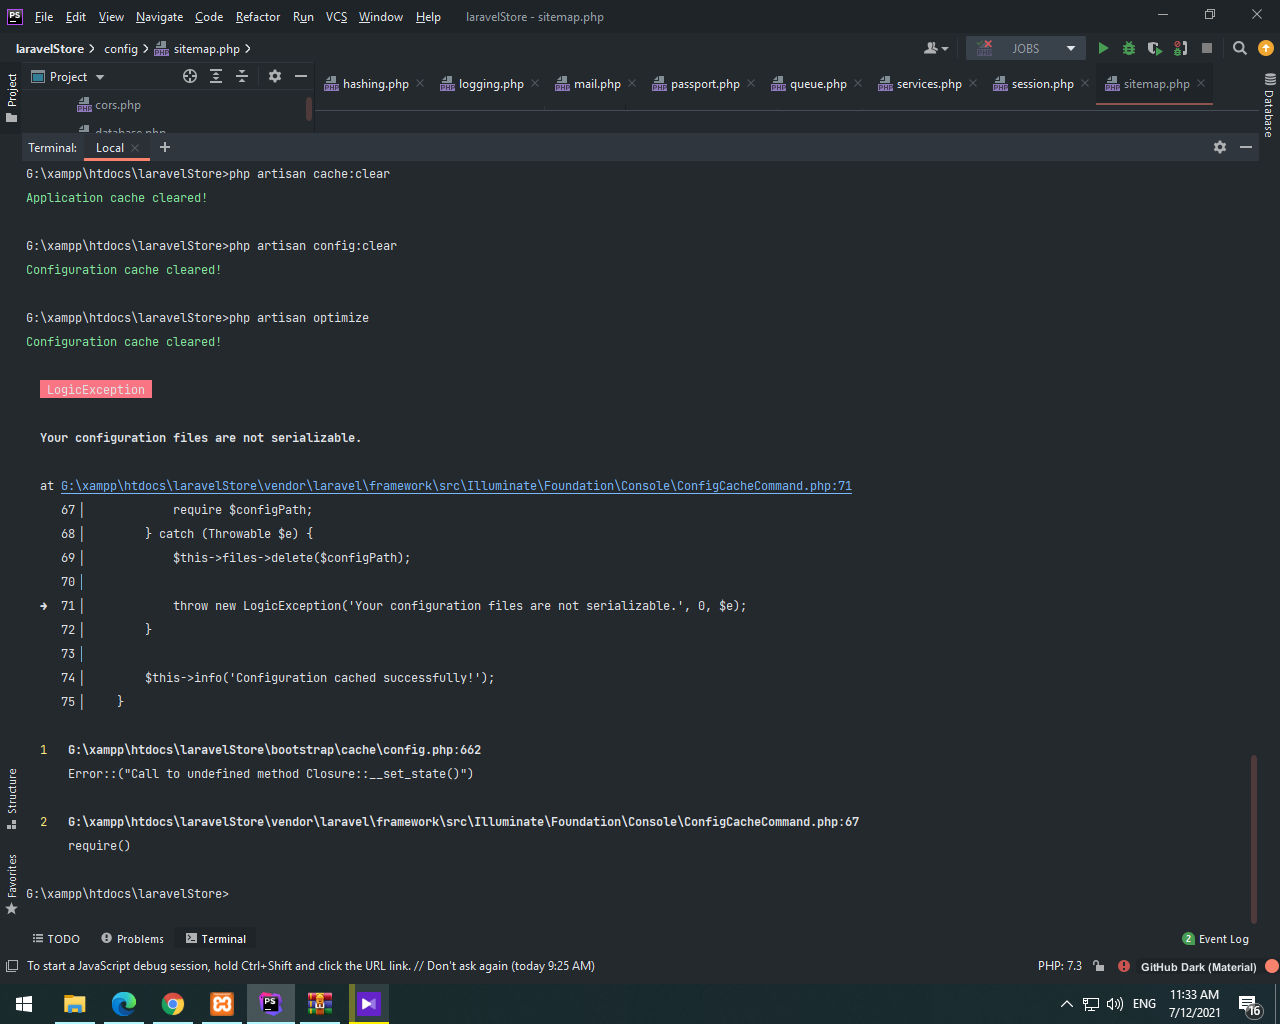 File Edit View Navigate Code Refactor Run VCS Window Help laravelStore - sitemap.php
laravelStore config sitemap.php JOBS
Project hashing.php logging.php mail.php passport.php queue.php services.php session.php sitemap.php
Project
cors.php
database.php
Database
Terminal: Local
G:\xampp\htdocs\laravelStore>php artisan cache:clear
Application cache cleared!
G:\xampp\htdocs\laravelStore>php artisan config:clear
Configuration cache cleared!
G:\xampp\htdocs\laravelStore>php artisan optimize
Configuration cache cleared!
LogicException
Your configuration files are not serializable.
at G:\xampp\htdocs\laravelStore\vendor\laravel\framework\src\Illuminate\Foundation\Console\ConfigCacheCommand.php:71
67| require $configPath;
68| } catch (Throwable $e) {
69| $this->files->delete($configPath);
70|
➜ 71| throw new LogicException('Your configuration files are not serializable.', 0, $e);
72| }
73|
74| $this->info('Configuration cached successfully!');
75| }
1 G:\xampp\htdocs\laravelStore\bootstrap\cache\config.php:662
Error::("Call to undefined method Closure::__set_state()")
2 G:\xampp\htdocs\laravelStore\vendor\laravel\framework\src\Illuminate\Foundation\Console\ConfigCacheCommand.php:67
require()
G:\xampp\htdocs\laravelStore>
Structure
Favorites
TODO Problems Terminal 2 Event Log
To start a JavaScript debug session, hold Ctrl+Shift and click the URL link. // Don't ask again (today 9:25 AM) PHP: 7.3 GitHub Dark (Material)
ENG 11:33 AM
7/12/2021 16